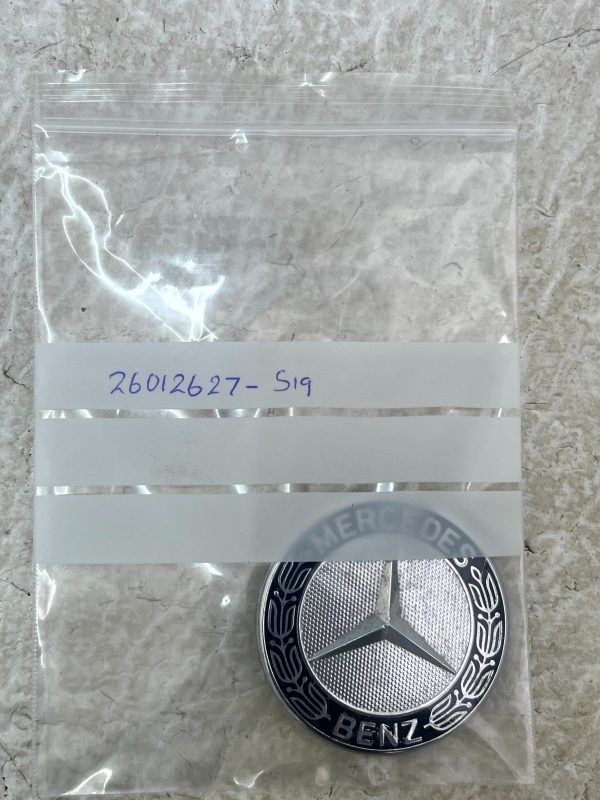 26012627- S19
MERCEDES
BENZ